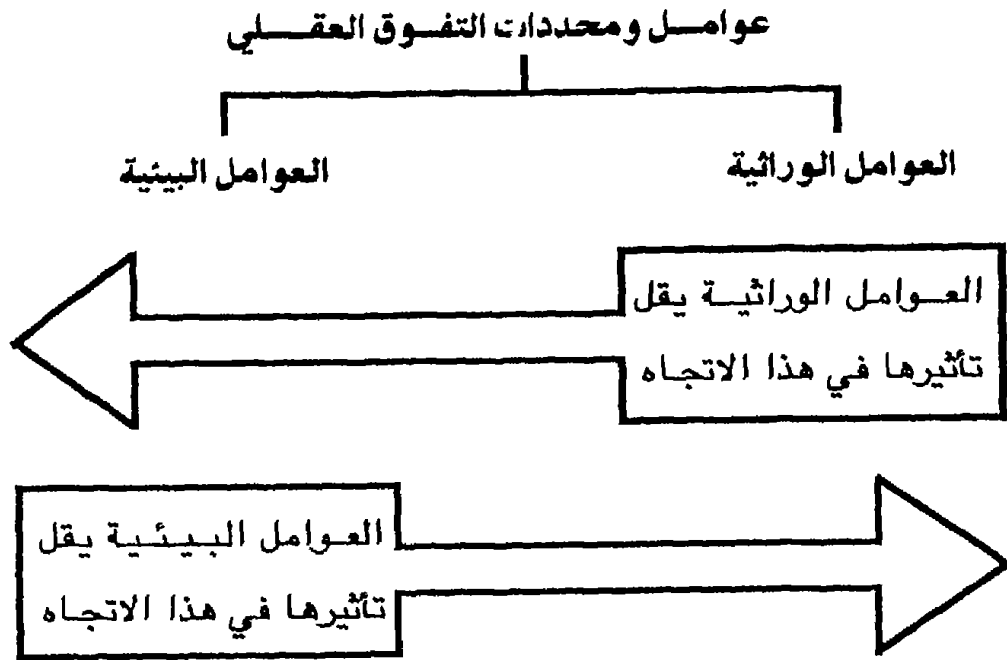 عوامل ومحددات التفوق العقلي
العوامل الوراثية
العوامل البيئية
العوامل الوراثية يقل
تأثيرها في هذا الاتجاه
العوامل البيئية يقل
تأثيرها في هذا الاتجاه